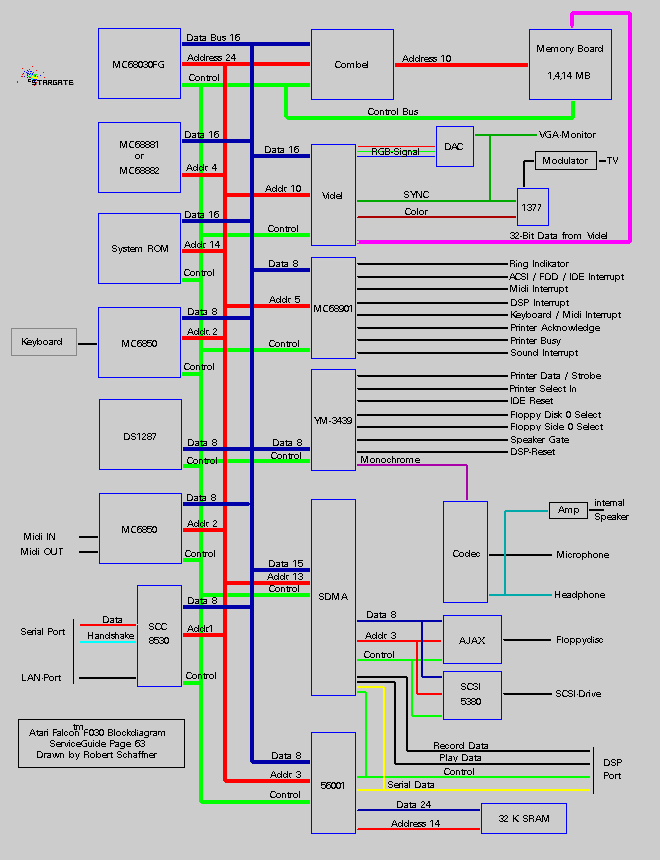 STARGATE
MC68030FG
Data Bus 16
Address 24
Control
Combel
Address 10
Memory Board
1,4,14 MB
Control Bus
MC68881
or
MC68882
Data 16
Addr 4
Data 16
Addr 10
Control
Videl
RGB-Signal
DAC
VGA-Monitor
Modulator
TV
SYNC
Color
1377
32-Bit Data from Videl
System ROM
Data 16
Addr 14
Control
Data 8
Addr 5
Control
MC68901
Ring Indikator
ACSI / FDD / IDE Interrupt
Midi Interrupt
DSP Interrupt
Keyboard / Midi Interrupt
Printer Acknowledge
Printer Busy
Sound Interrupt
Keyboard
MC6850
Data 8
Addr.2
Control
DS1287
Data 8
Control
Data 8
Control
YM-3439
Printer Data / Strobe
Printer Select In
IDE Reset
Floppy Disk 0 Select
Floppy Side 0 Select
Speaker Gate
DSP-Reset
Monochrome
Midi IN
Midi OUT
MC6850
Data 8
Addr.2
Control
Data 15
Addr. 13
Control
SDMA
Codec
Amp
internal
Speaker
Microphone
Headphone
Serial Port
Data
Handshake
LAN-Port
SCC
8530
Data 8
Addr1
Control
Data 8
Addr. 3
Control
AJAX
Floppydisc
SCSI
5380
SCSI-Drive
tm
Atari Falcon F030 Blockdiagram
ServiceGuide Page 63
Drawn by Robert Schaffner
Data 8
Addr. 3
Control
56001
Record Data
Play Data
Control
Serial Data
DSP
Port
Data 24
Address 14
32 K SRAM